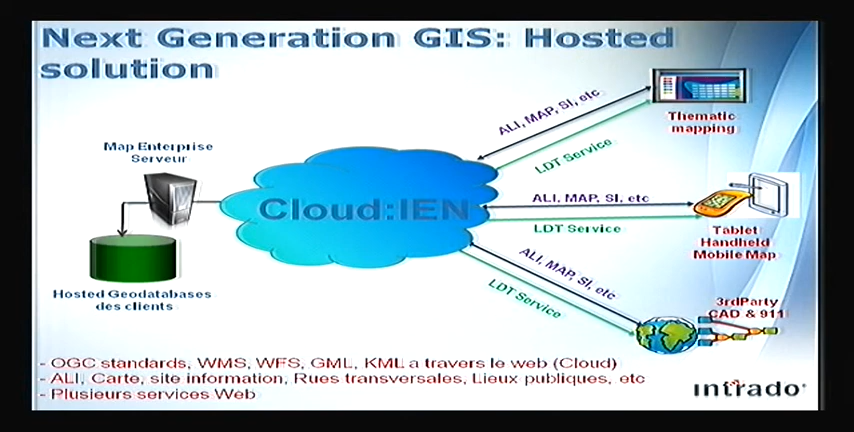 Next Generation GIS: Hosted
solution
Map Enterprise
Serveur
Hosted Geodatabases
des clients
Cloud:IEN
ALI, MAP, SI, etc
LDT Service
Thematic
mapping
ALI, MAP, SI, etc
LDT Service
Tablet
Handheld
Mobile Map
ALI, MAP, SI, etc
LDT Service
3rdParty
CAD & 911
- OGC standards, WMS, WFS, GML, KML a travers le web (Cloud)
- ALI, Carte, site information, Rues transversales, Lieux publiques, etc
- Plusieurs services Web
intrado